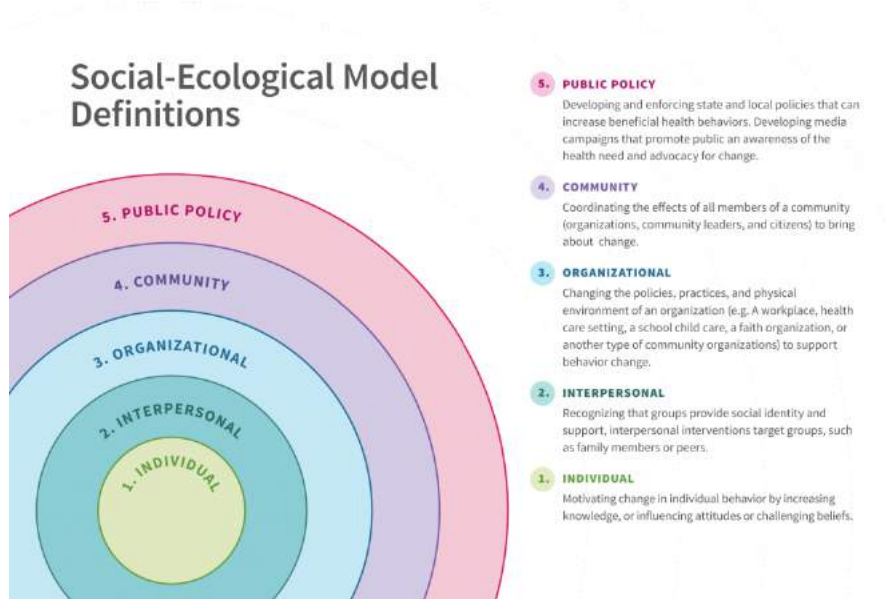 Social-Ecological Model
Definitions
5. PUBLIC POLICY
4. COMMUNITY
3. ORGANIZATIONAL
2. INTERPERSONAL
1. INDIVIDUAL
5. PUBLIC POLICY
Developing and enforcing state and local policies that can
increase beneficial health behaviors. Developing media
campaigns that promote public an awareness of the
health need and advocacy for change.
4. COMMUNITY
Coordinating the effects of all members of a community
(organizations, community leaders, and citizens) to bring
about change.
3. ORGANIZATIONAL
Changing the policies, practices, and physical
environment of an organization (e.g. A workplace, health
care setting, a school child care, a faith organization, or
another type of community organizations) to support
behavior change.
2. INTERPERSONAL
Recognizing that groups provide social identity and
support, interpersonal interventions target groups, such
as family members or peers.
1. INDIVIDUAL
Motivating change in individual behavior by increasing
knowledge, or influencing attitudes or challenging beliefs.